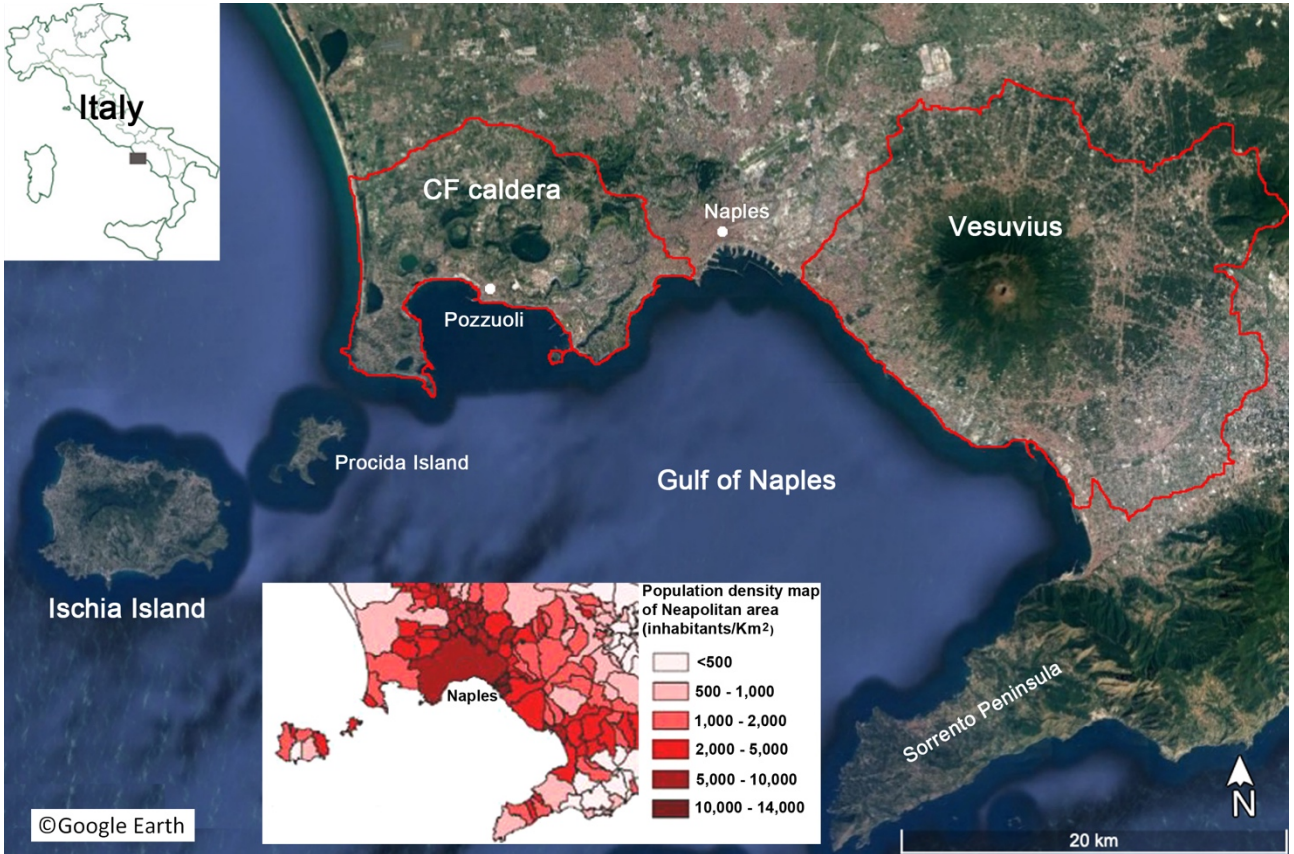 Italy
CF caldera
Naples
Vesuvius
Pozzuoli
Procida Island
Gulf of Naples
Ischia Island
Population density map
of Neapolitan area
(inhabitants/Km²)
<500
500 - 1,000
1,000 - 2,000
2,000 - 5,000
5,000 - 10,000
10,000 - 14,000
Naples
Sorrento Peninsula
N
©Google Earth
20 km